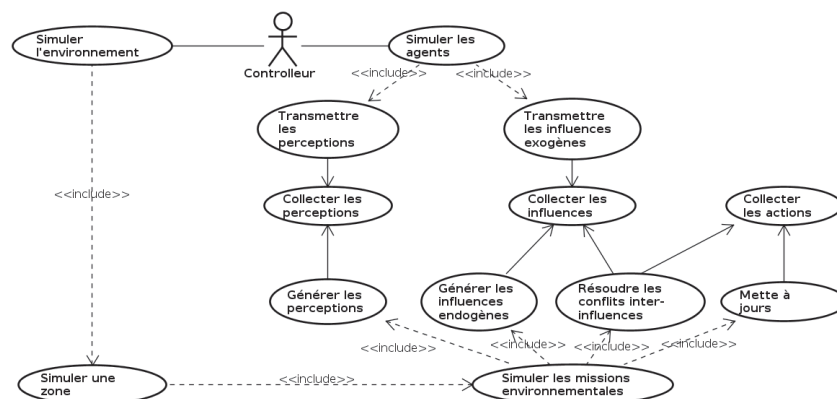 Simuler
l'environnement
Controlleur
Simuler les
agents
<<include>>
<<include>>
Transmettre
les
perceptions
Transmettre
les influences
exogènes
<<include>>
Collecter les
perceptions
Collecter les
influences
Collecter
les actions
Générer les
perceptions
Générer les
influences
endogènes
Résoudre les
conflits inter-
influences
Mette à
jours
<<include>>
<<include>>
<<include>>
<<include>>
Simuler une
zone
<<include>>
Simuler les missions
environnementales